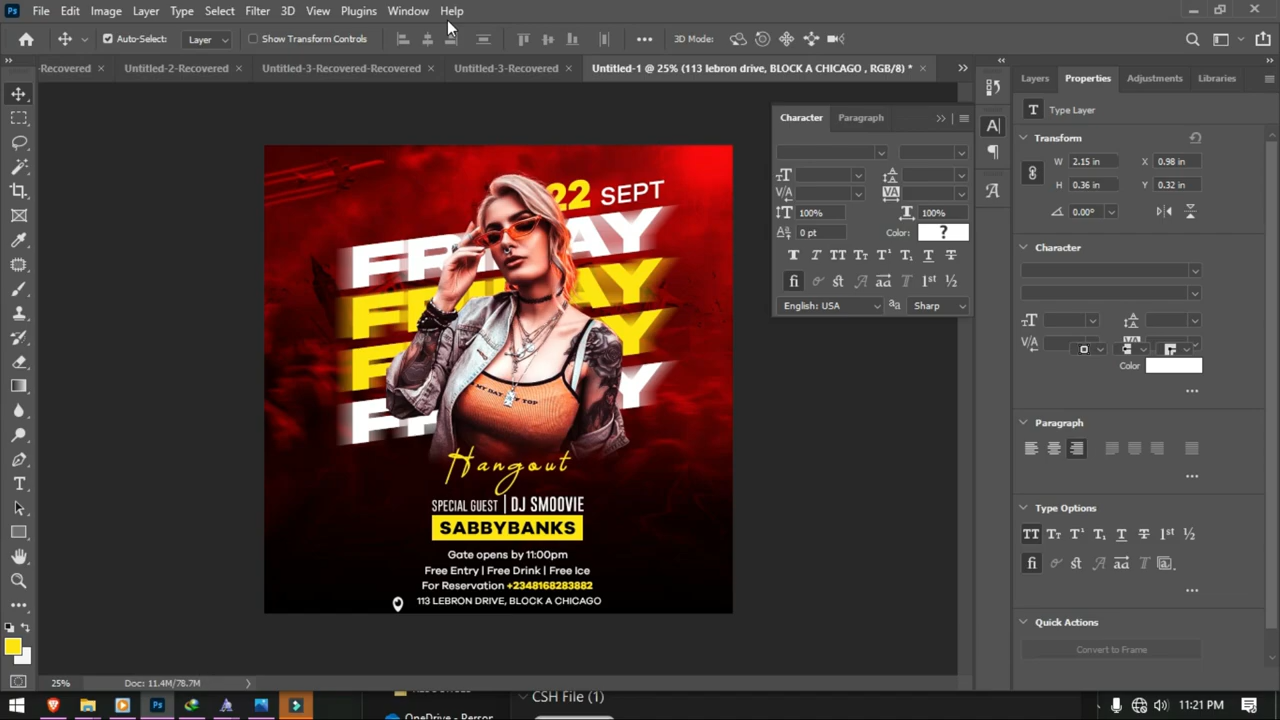 Ps File Edit Image Layer Type Select Filter 3D View Plugins Window Help
Auto-Select: Layer Show Transform Controls 3D Mode:
-Recovered × Untitled-2-Recovered × Untitled-3-Recovered-Recovered × Untitled-3-Recovered × Untitled-1 @ 25% (113 lebron drive, BLOCK A CHICAGO , RGB/8) * ×
Layers Properties Adjustments Libraries
Type Layer
Character Paragraph
100% 100%
0 pt Color: ?
English: USA Sharp
Transform
W 2.15 in X 0.98 in
H 0.36 in Y 0.32 in
0.00°
Character
Color
Paragraph
Type Options
Quick Actions
Convert to Frame
22 SEPT
FRIDAY
FRIDAY
MY DAY TOP
Hangout
SPECIAL GUEST | DJ SMOOVIE
SABBYBANKS
Gate opens by 11:00pm
Free Entry | Free Drink | Free Ice
For Reservation +2348168283882
113 LEBRON DRIVE, BLOCK A CHICAGO
25% Doc: 11.4M/78.7M
OneDrive - Person
CSH File (1)
11:21 PM